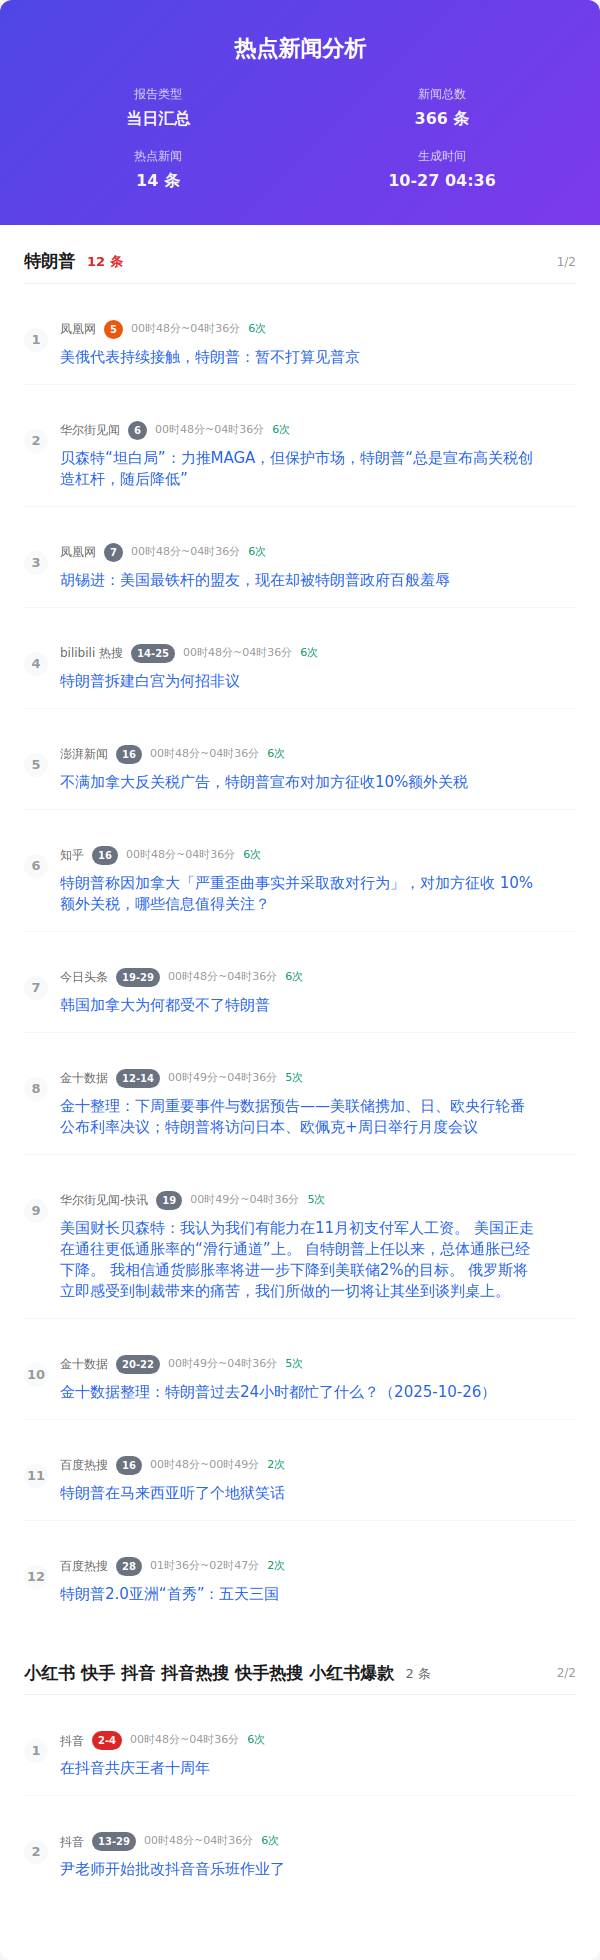 热点新闻分析
报告类型
新闻总数
当日汇总
366 条
热点新闻
生成时间
14 条
10-27 04:36
特朗普 12 条 1/2
1 凤凰网 5 00时48分~04时36分 6次
美俄代表持续接触，特朗普：暂不打算见普京
2 华尔街见闻 6 00时48分~04时36分 6次
贝森特“坦白局”：力推MAGA，但保护市场，特朗普“总是宣布高关税创
造杠杆，随后降低”
3 凤凰网 7 00时48分~04时36分 6次
胡锡进：美国最铁杆的盟友，现在却被特朗普政府百般羞辱
4 bilibili 热搜 14-25 00时48分~04时36分 6次
特朗普拆建白宫为何招非议
5 澎湃新闻 16 00时48分~04时36分 6次
不满加拿大反关税广告，特朗普宣布对加方征收10%额外关税
6 知乎 16 00时48分~04时36分 6次
特朗普称因加拿大「严重歪曲事实并采取敌对行为」，对加方征收 10%
额外关税，哪些信息值得关注？
7 今日头条 19-29 00时48分~04时36分 6次
韩国加拿大为何都受不了特朗普
8 金十数据 12-14 00时49分~04时36分 5次
金十整理：下周重要事件与数据预告——美联储携加、日、欧央行轮番
公布利率决议；特朗普将访问日本、欧佩克+周日举行月度会议
9 华尔街见闻-快讯 19 00时49分~04时36分 5次
美国财长贝森特：我认为我们有能力在11月初支付军人工资。 美国正走
在通往更低通胀率的“滑行通道”上。 自特朗普上任以来，总体通胀已经
下降。 我相信通货膨胀率将进一步下降到美联储2%的目标。 俄罗斯将
立即感受到制裁带来的痛苦，我们所做的一切将让其坐到谈判桌上。
10 金十数据 20-22 00时49分~04时36分 5次
金十数据整理：特朗普过去24小时都忙了什么？（2025-10-26）
11 百度热搜 16 00时48分~00时49分 2次
特朗普在马来西亚听了个地狱笑话
12 百度热搜 28 01时36分~02时47分 2次
特朗普2.0亚洲“首秀”：五天三国
小红书 快手 抖音 抖音热搜 快手热搜 小红书爆款 2 条 2/2
1 抖音 2-4 00时48分~04时36分 6次
在抖音共庆王者十周年
2 抖音 13-29 00时48分~04时36分 6次
尹老师开始批改抖音音乐班作业了